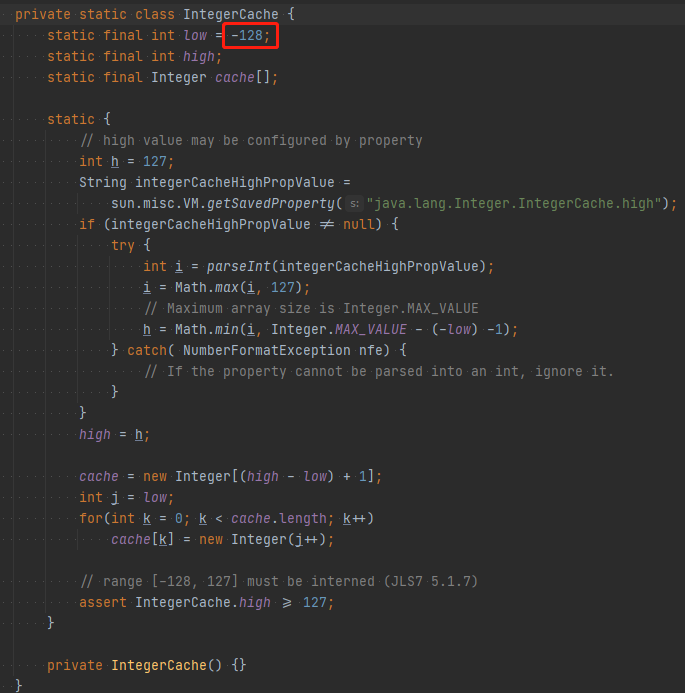 private static class IntegerCache {
static final int low = -128;
static final int high;
static final Integer cache[];
static {
// high value may be configured by property
int h = 127;
String integerCacheHighPropValue =
sun.misc.VM.getSavedProperty( s: "java.lang.Integer.IntegerCache.high");
if (integerCacheHighPropValue ≠ null) {
try {
int i = parseInt(integerCacheHighPropValue);
i = Math.max(i, 127);
// Maximum array size is Integer.MAX_VALUE
h = Math.min(i, Integer.MAX_VALUE - (-low) -1);
} catch( NumberFormatException nfe) {
// If the property cannot be parsed into an int, ignore it.
}
}
high = h;
cache = new Integer[(high - low) + 1];
int j = low;
for(int k = 0; k < cache.length; k++)
cache[k] = new Integer(j++);
// range [-128, 127] must be interned (JLS7 5.1.7)
assert IntegerCache.high ⩾ 127;
}
private IntegerCache() {}
}